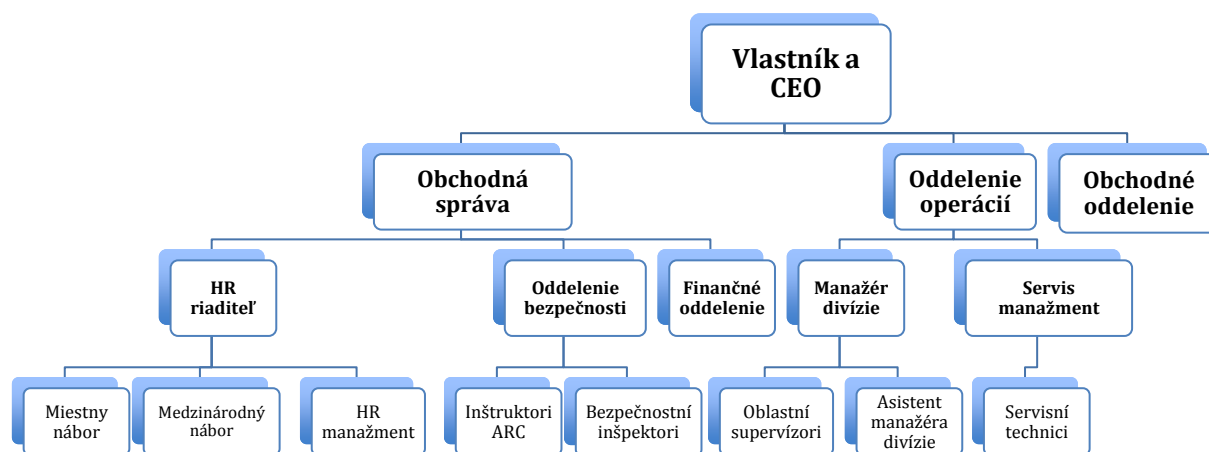 Vlastník a
CEO
Obchodná
správa
Oddelenie
operácií
Obchodné
oddelenie
HR
riaditeľ
Oddelenie
bezpečnosti
Finančné
oddelenie
Manažér
divízie
Servis
manažment
Miestny
nábor
Medzinárodný
nábor
HR
manažment
Inštruktori
ARC
Bezpečnostní
inšpektori
Oblastní
supervízori
Asistent
manažéra
divízie
Servisní
technici